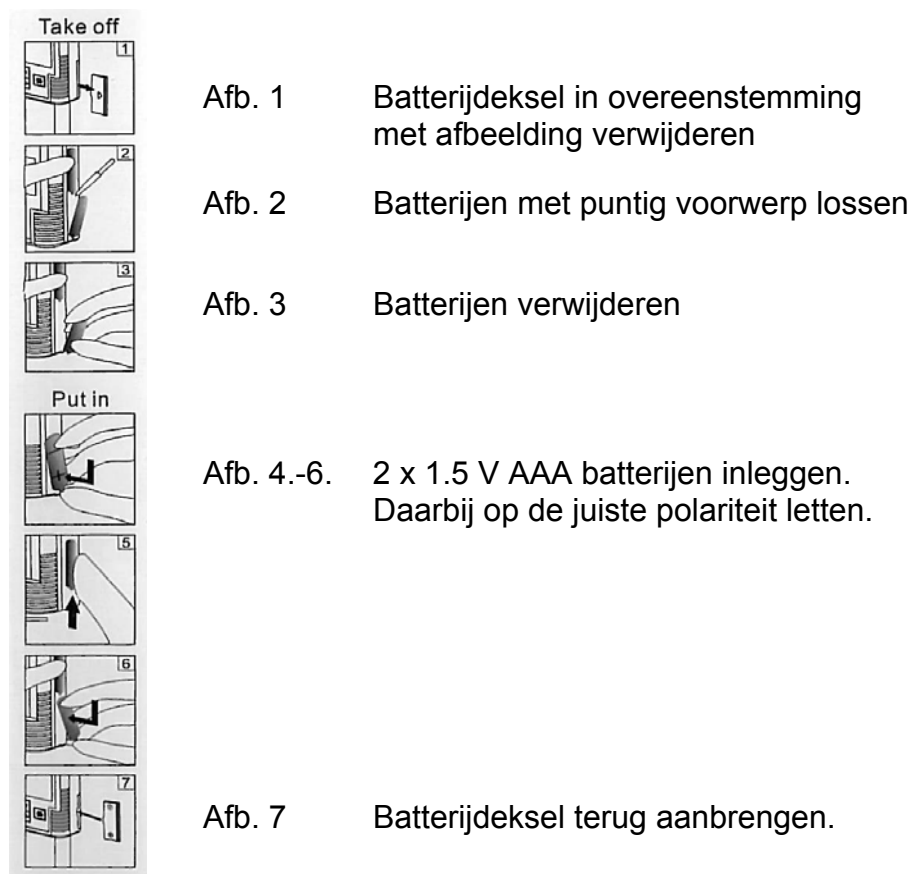 Take off
1
Afb. 1 Batterijdeksel in overeenstemming
met afbeelding verwijderen
2
Afb. 2 Batterijen met puntig voorwerp lossen
3
Afb. 3 Batterijen verwijderen
Put in
Afb. 4.-6. 2 x 1.5 V AAA batterijen inleggen.
Daarbij op de juiste polariteit letten.
5
6
7
Afb. 7 Batterijdeksel terug aanbrengen.